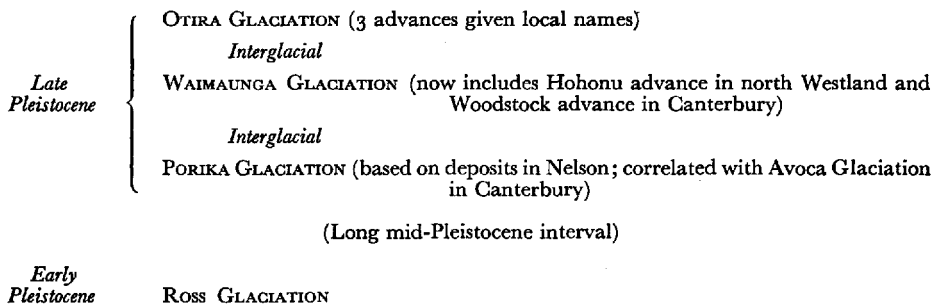 OTIRA GLACIATION (3 advances given local names)
Interglacial
Late
Pleistocene
WAIMAUNGA GLACIATION (now includes Hohonu advance in north Westland and
Woodstock advance in Canterbury)
Interglacial
PORIKA GLACIATION (based on deposits in Nelson; correlated with Avoca Glaciation
in Canterbury)
(Long mid-Pleistocene interval)
Early
Pleistocene ROSS GLACIATION